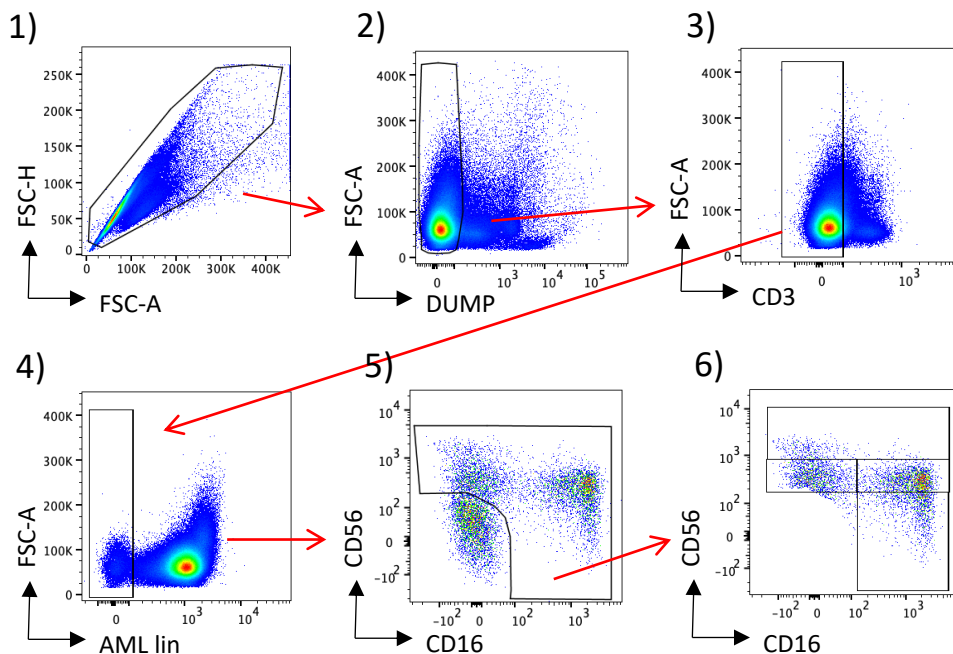 1)
250K
200K
150K
100K
50K
0
FSC-H
0 100K 200K 300K 400K
FSC-A
2)
400K
300K
200K
100K
0
FSC-A
0 10³ 10⁴ 10⁵
DUMP
3)
400K
300K
200K
100K
0
FSC-A
0 10³
CD3
4)
400K
300K
200K
100K
0
FSC-A
10³ 10⁴
AML lin
5)
10⁴
10³
10²
0
-10²
CD56
-10² 0 10² 10³
CD16
6)
10⁴
10³
10²
0
-10²
CD56
-10² 0 10² 10³
CD16